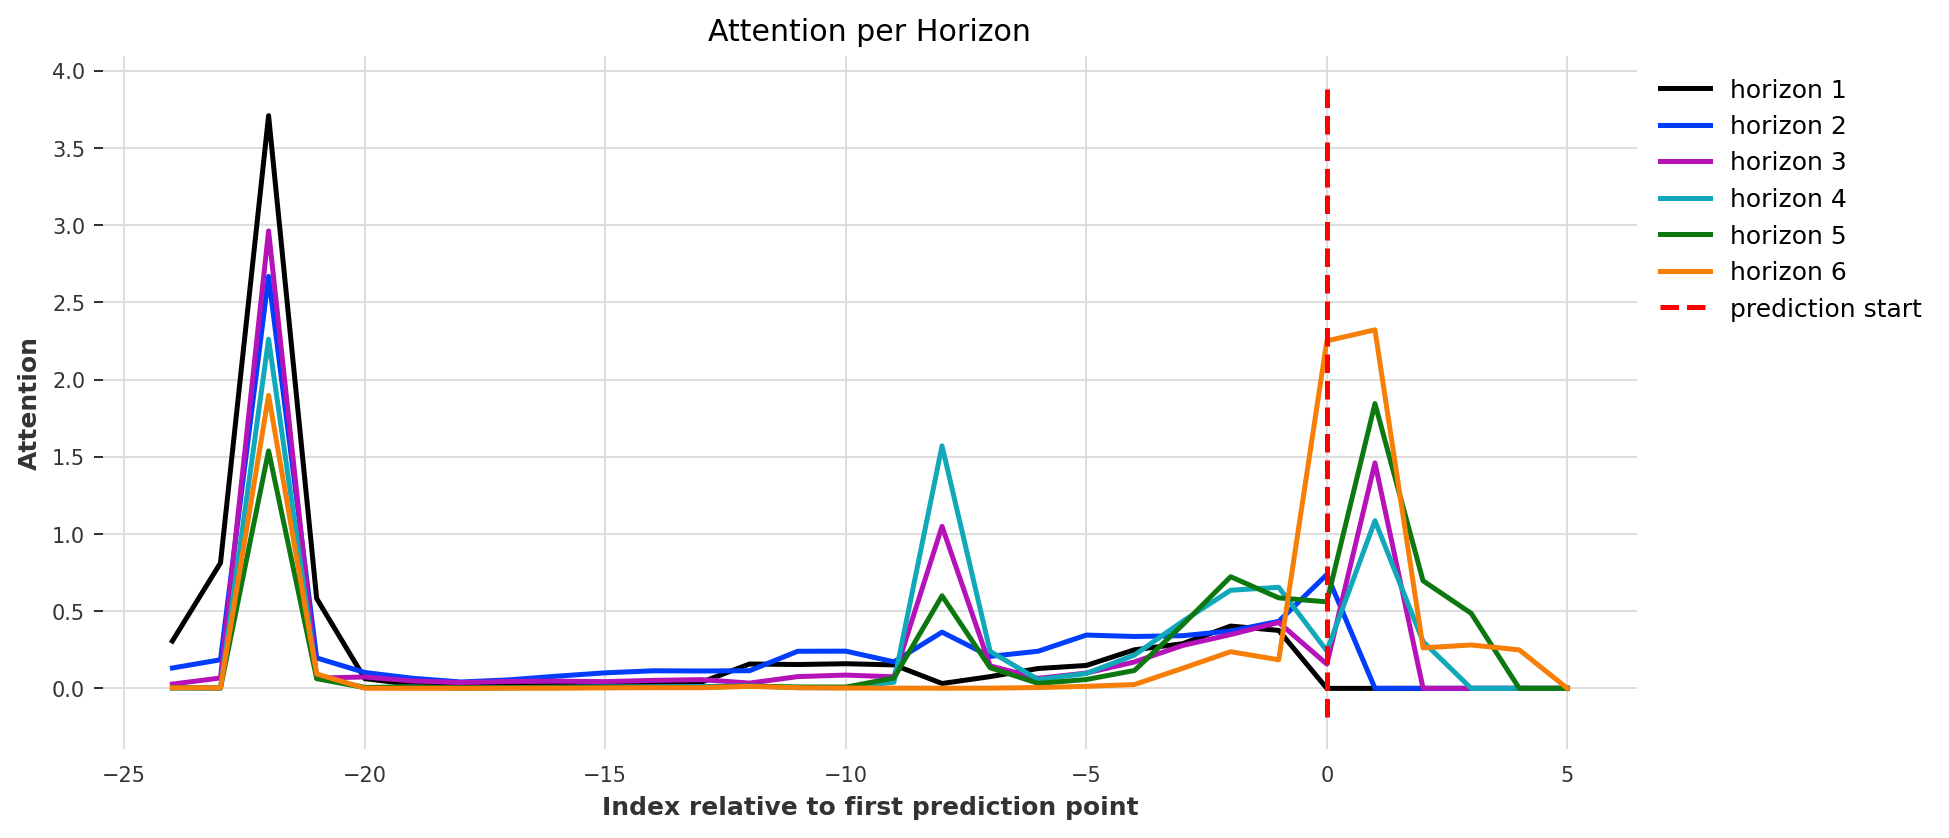 Attention per Horizon
4.0
3.5
3.0
2.5
2.0
1.5
1.0
0.5
0.0
Attention
−25 −20 −15 −10 −5 0 5
Index relative to first prediction point
horizon 1
horizon 2
horizon 3
horizon 4
horizon 5
horizon 6
prediction start